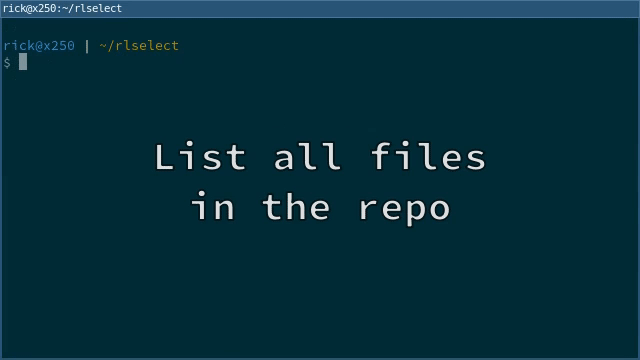 rick@x250:~/rlselect
rick@x250 | ~/rlselect
$
List all files
in the repo